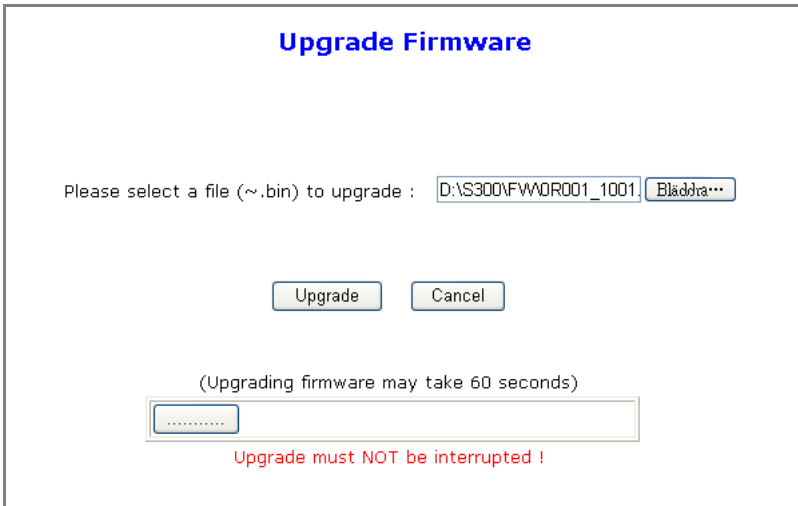 Upgrade Firmware
Please select a file (~.bin) to upgrade : D:\S300\FW\0R001_1001. Bläddra...
Upgrade Cancel
(Upgrading firmware may take 60 seconds)
...........
Upgrade must NOT be interrupted !